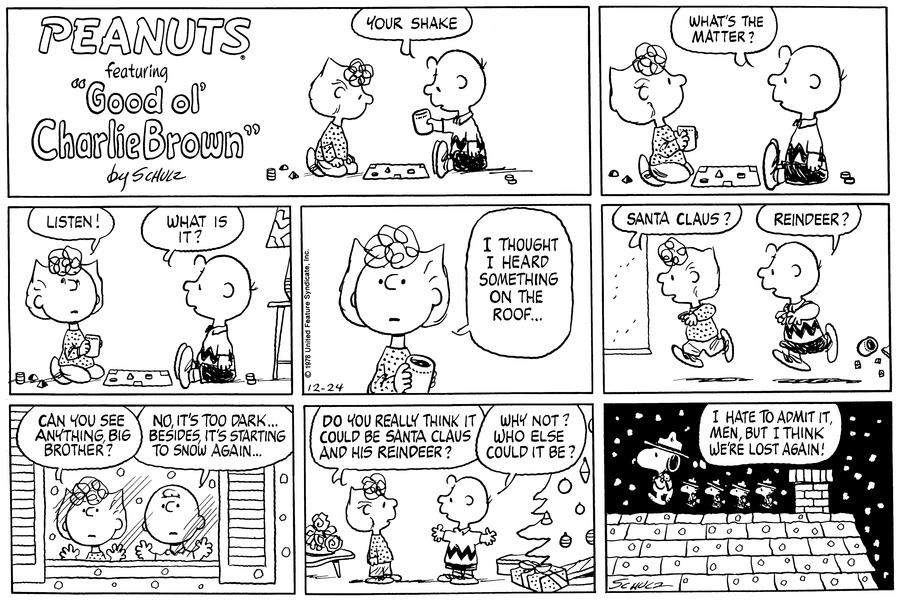 PEANUTS
featuring
"Good ol'
CharlieBrown"
by SCHULZ
YOUR SHAKE
WHAT'S THE
MATTER?
LISTEN!
WHAT IS
IT?
I THOUGHT
I HEARD
SOMETHING
ON THE
ROOF...
© 1978 United Feature Syndicate, Inc.
12-24
SANTA CLAUS?
REINDEER?
CAN YOU SEE
ANYTHING, BIG
BROTHER?
NO, IT'S TOO DARK...
BESIDES, IT'S STARTING
TO SNOW AGAIN...
DO YOU REALLY THINK IT
COULD BE SANTA CLAUS
AND HIS REINDEER?
WHY NOT?
WHO ELSE
COULD IT BE?
I HATE TO ADMIT IT,
MEN, BUT I THINK
WE'RE LOST AGAIN!
SCHULZ